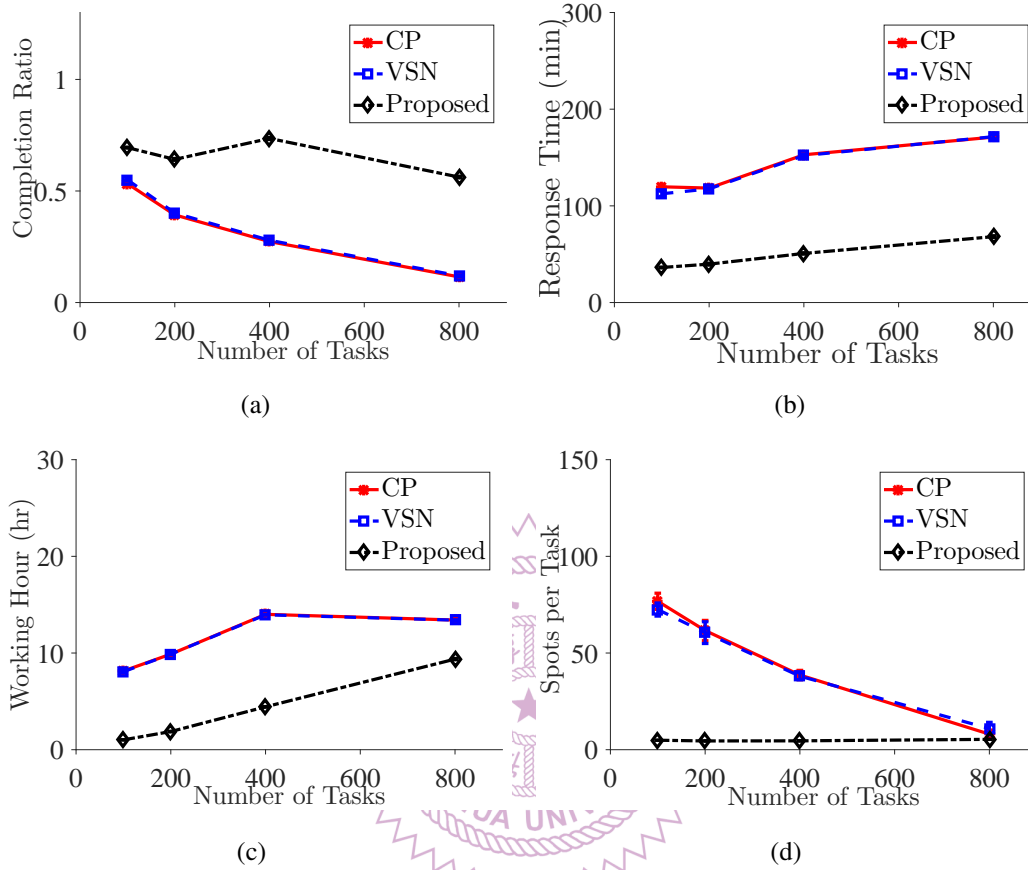 CP
VSN
Proposed
Completion Ratio
1
0.5
0
0 200 400 600 800
Number of Tasks
(a)
CP
VSN
Proposed
Response Time (min)
300
200
100
0
0 200 400 600 800
Number of Tasks
(b)
CP
VSN
Proposed
Working Hour (hr)
30
20
10
0
0 200 400 600 800
Number of Tasks
(c)
CP
VSN
Proposed
Spots per Task
150
100
50
0
0 200 400 600 800
Number of Tasks
(d)
UA UNIV